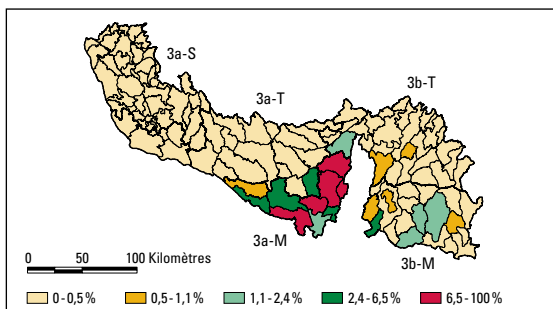 3a-S
3a-T
3b-T
3a-M
3b-M
0 50 100 Kilomètres
0 - 0,5 % 0,5 - 1,1 % 1,1 - 2,4 % 2,4 - 6,5 % 6,5 - 100 %